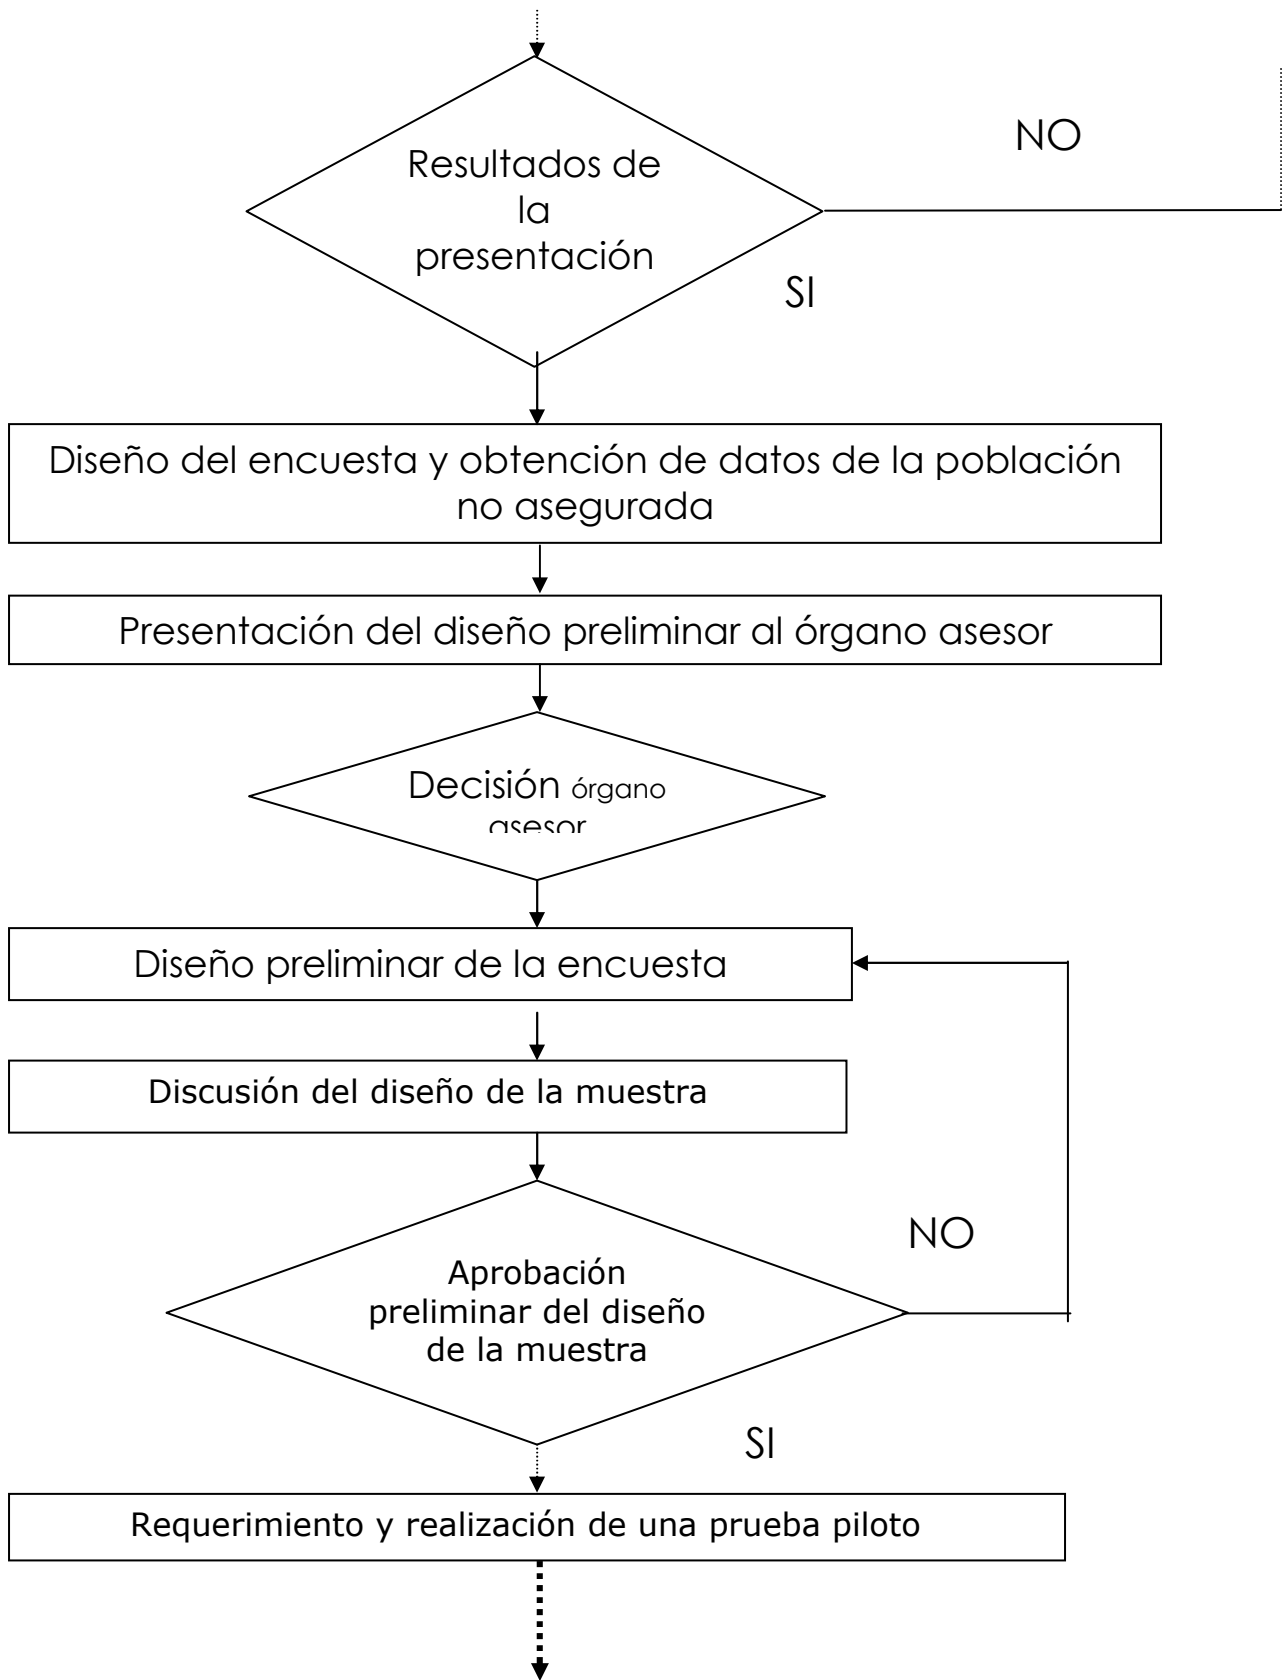 NO
Resultados de
la
presentación
SI
Diseño del encuesta y obtención de datos de la población
no asegurada
Presentación del diseño preliminar al órgano asesor
Decisión órgano
asesor
Diseño preliminar de la encuesta
Discusión del diseño de la muestra
NO
Aprobación
preliminar del diseño
de la muestra
SI
Requerimiento y realización de una prueba piloto